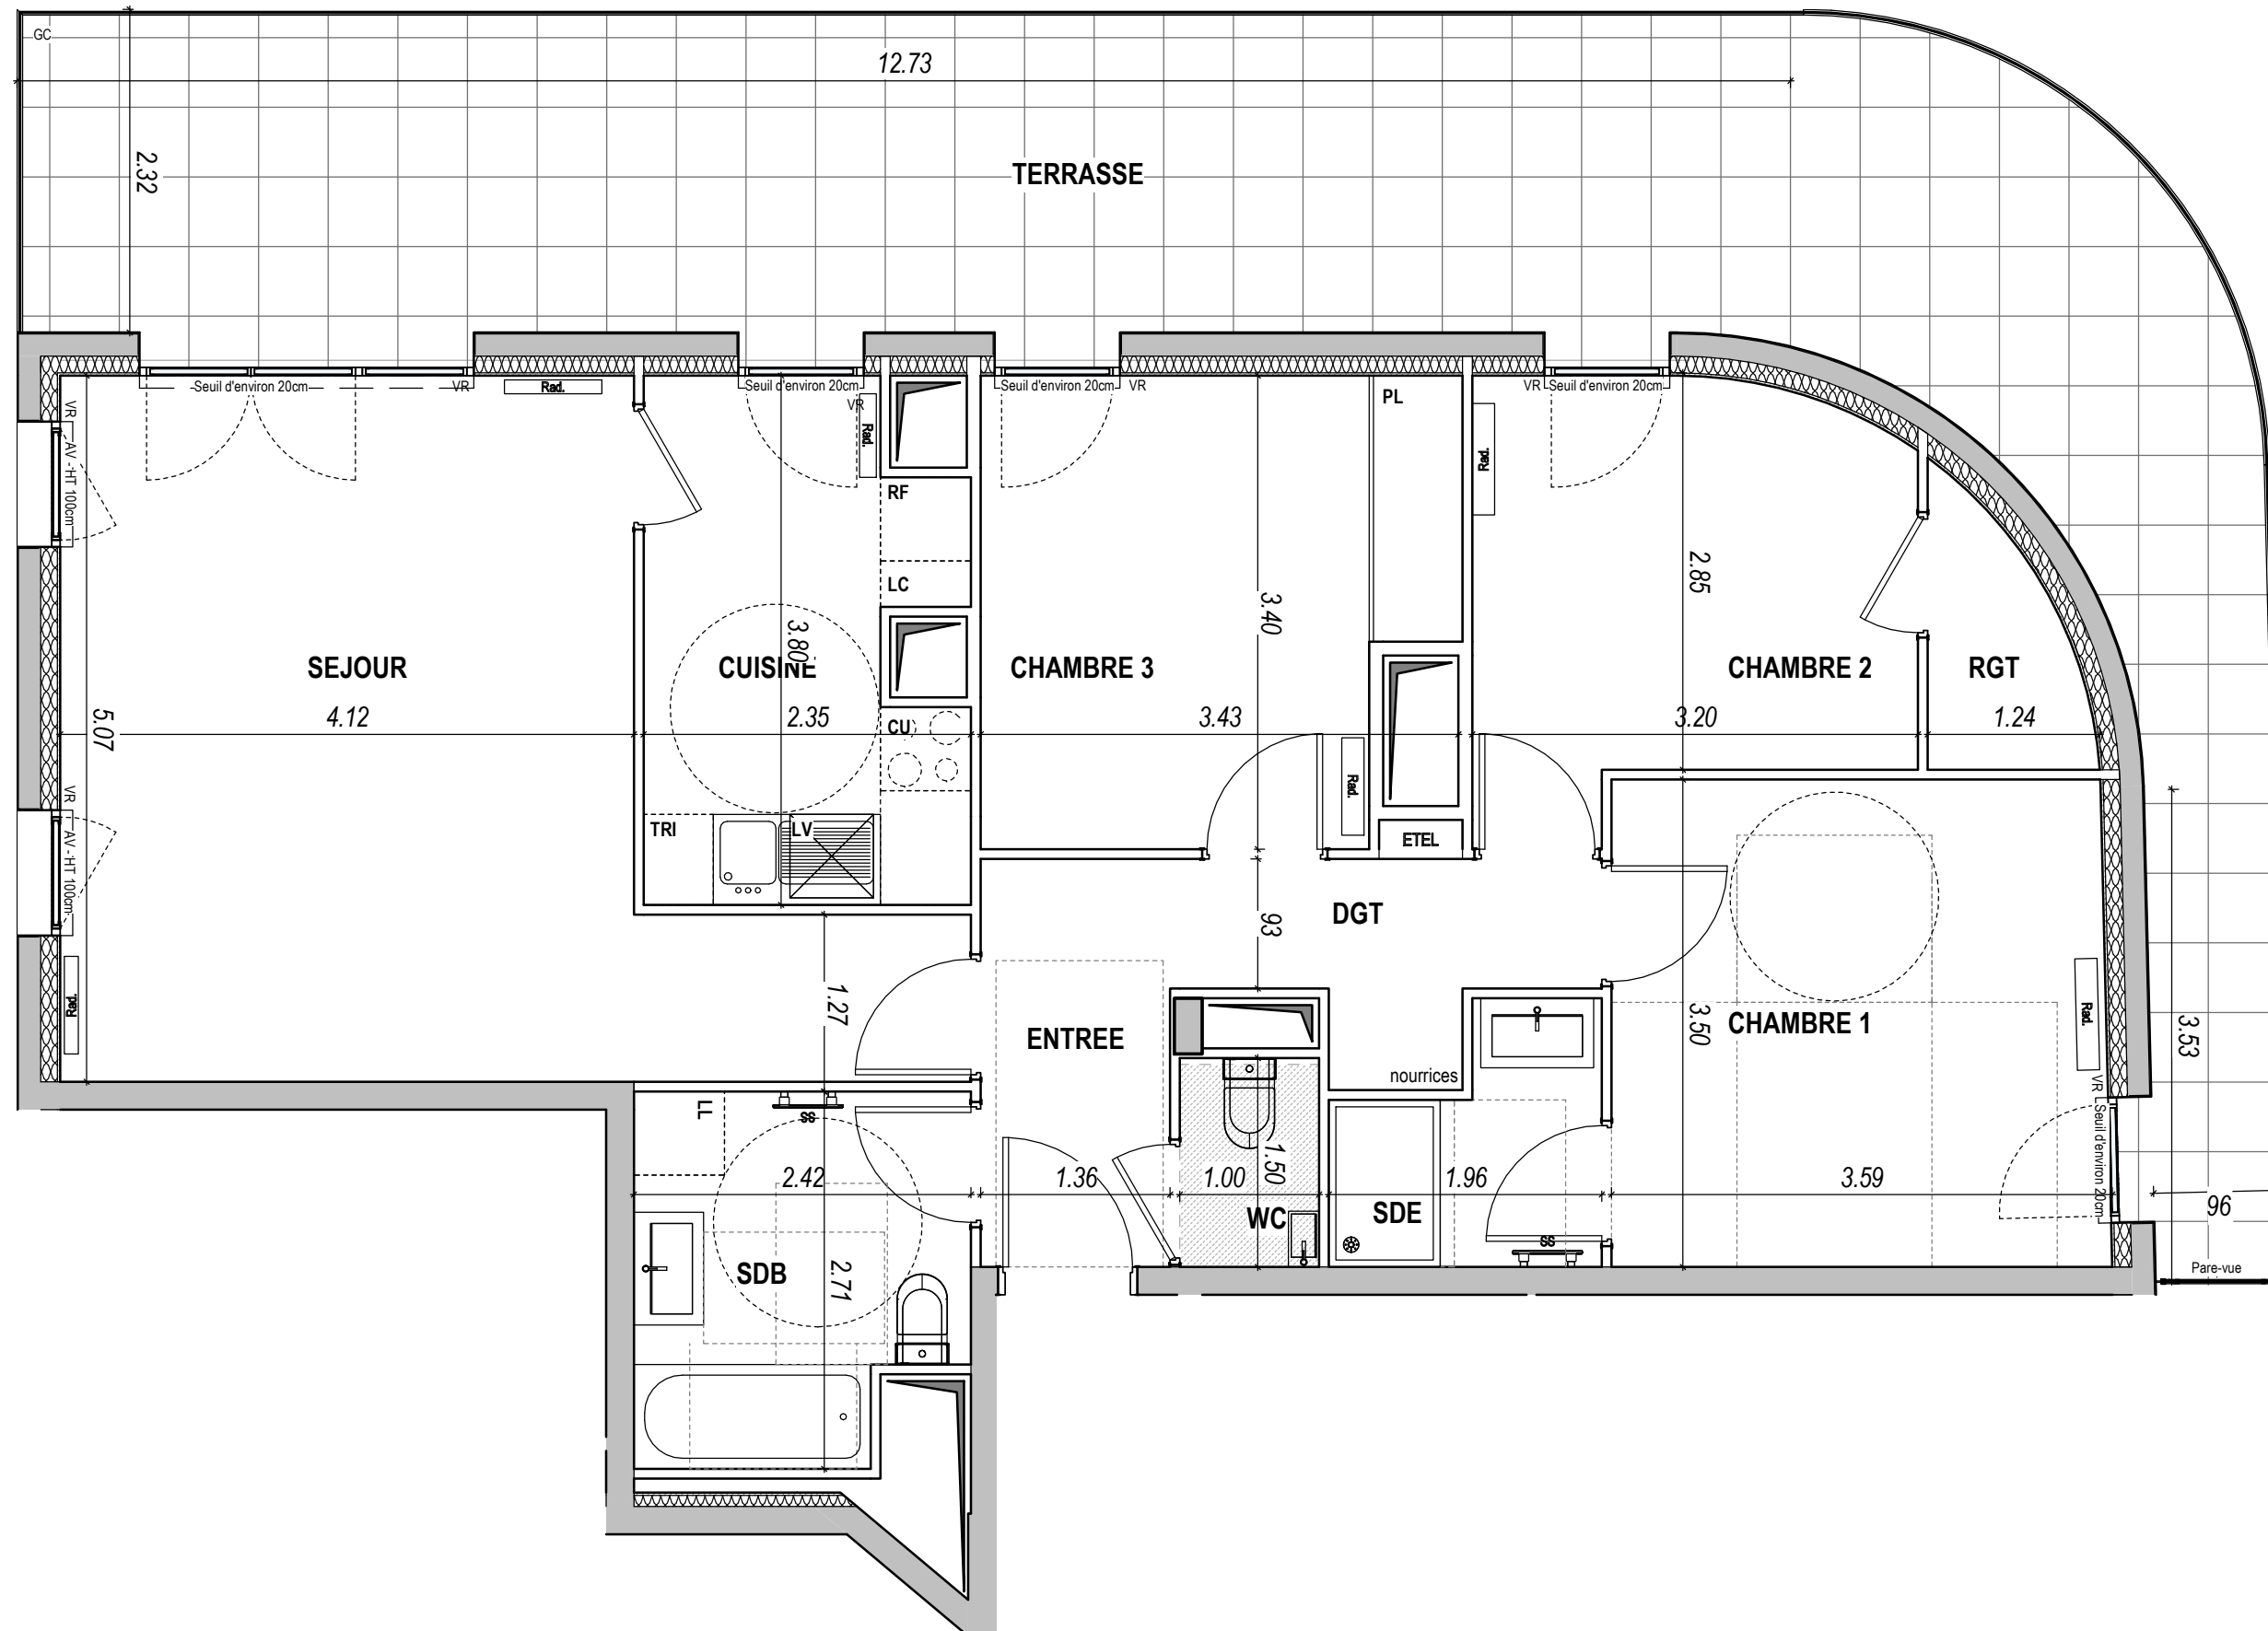 GC
12.73
2.32
TERRASSE
Seuil d'environ 20cm
VR
Rad.
Seuil d'environ 20cm
VR
Rad.
Seuil d'environ 20cm
VR
PL
VR
Seuil d'environ 20cm
VR
AV -HT 100cm
Rad.
RF
LC
2.85
3.40
3.80
SEJOUR
CUISINE
CHAMBRE 3
CHAMBRE 2
RGT
5.07
4.12
2.35
CU
3.43
3.20
1.24
VR
AV - HT 100cm
Rad.
TRI
LV
ETEL
93
DGT
Rad.
1.27
ENTREE
3.50
CHAMBRE 1
Rad.
3.53
nourrices
VR
Seuil d'environ 20cm
LL
SS
2.42
1.36
1.00
1.50
1.96
3.59
96
WC
SDE
SS
SDB
2.71
Pare-vue